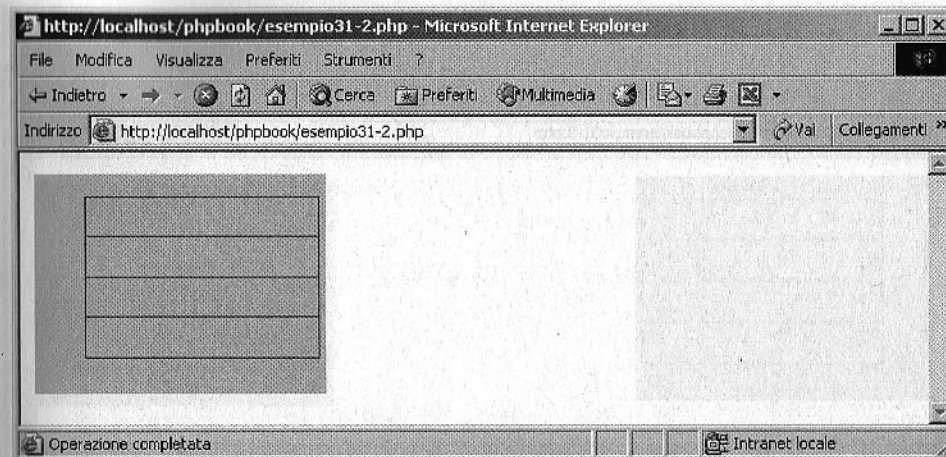 http://localhost/phpbook/esempio31-2.php - Microsoft Internet Explorer
File Modifica Visualizza Preferiti Strumenti ?
Indietro Cerca Preferiti Multimedia
Indirizzo http://localhost/phpbook/esempio31-2.php Vai Collegamenti »
Operazione completata Intranet locale